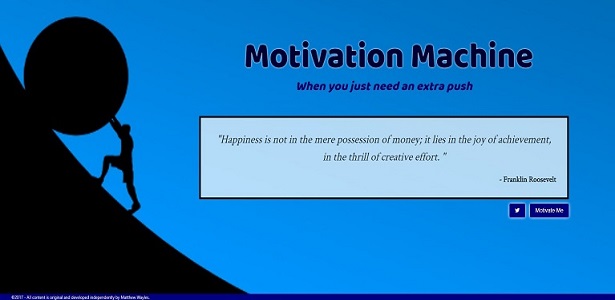 Motivation Machine
When you just need an extra push
"Happiness is not in the mere possession of money; it lies in the joy of achievement,
in the thrill of creative effort. "
- Franklin Roosevelt
Motivate Me
©2017 - All content is original and developed independently by Matthew Wayles.